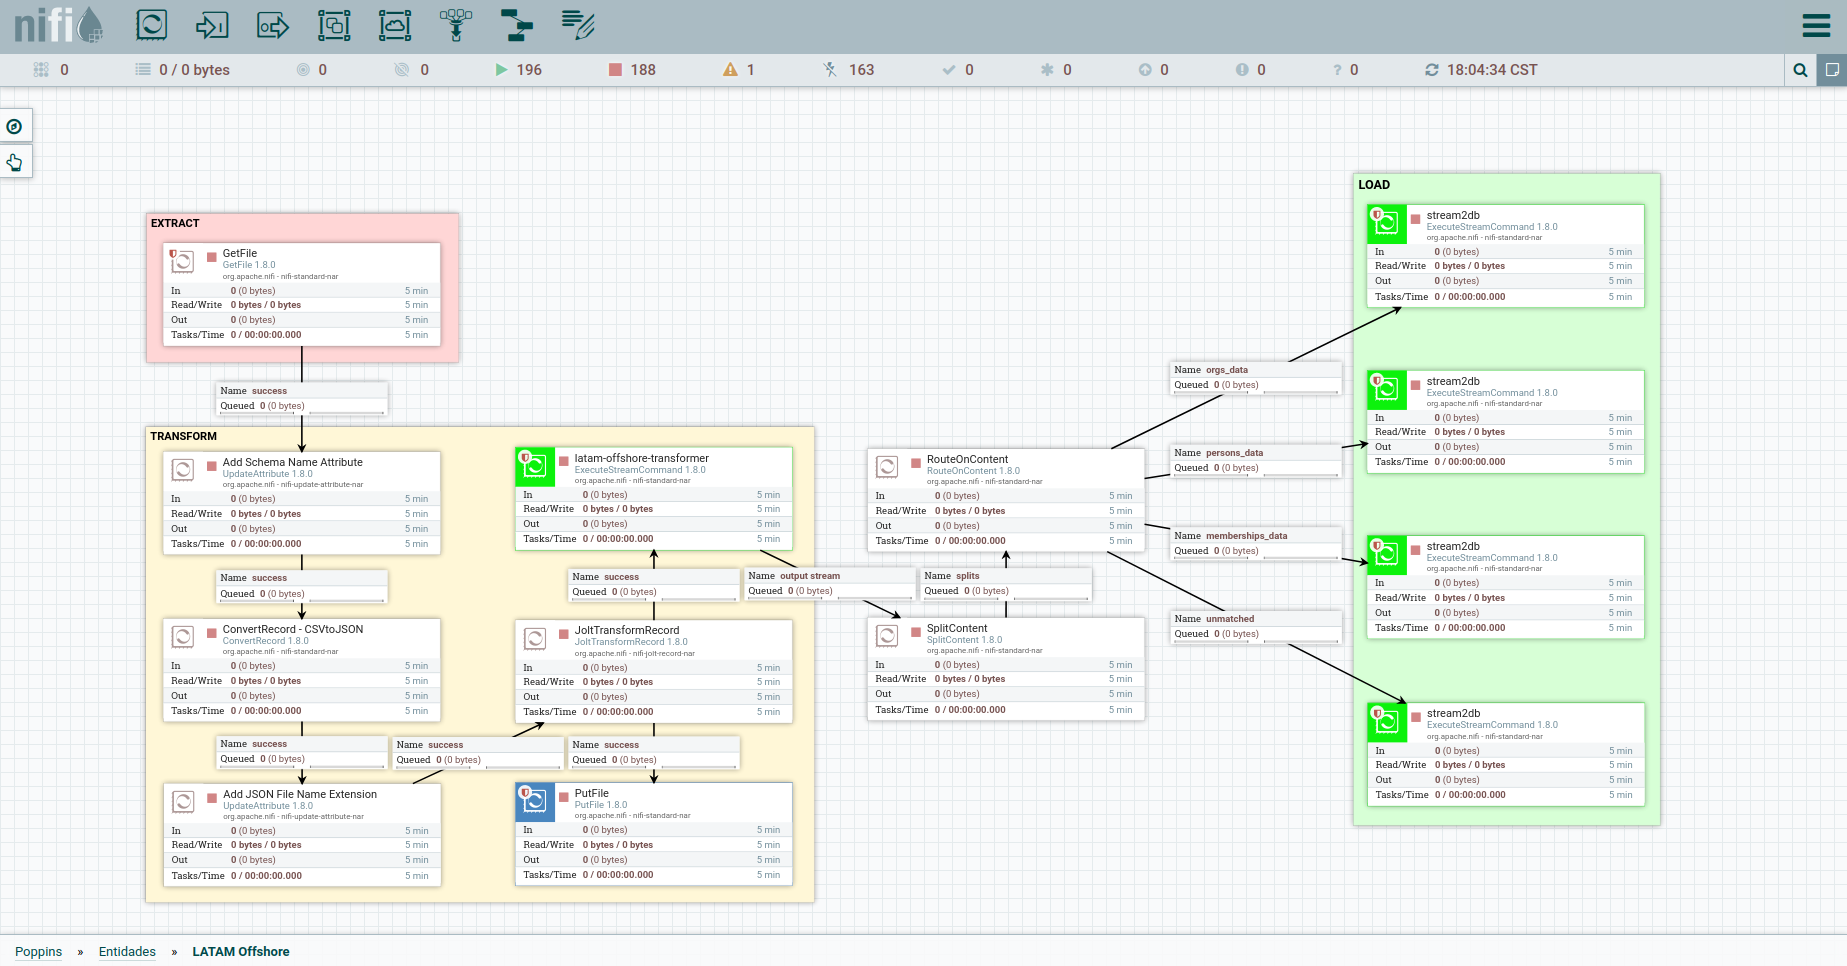 nifi
0
0 / 0 bytes
0
0
196
188
1
163
0
0
0
0
? 0
18:04:34 CST
EXTRACT
GetFile
GetFile 1.8.0
org.apache.nifi - nifi-standard-nar
In 0 (0 bytes) 5 min
Read/Write 0 bytes / 0 bytes 5 min
Out 0 (0 bytes) 5 min
Tasks/Time 0 / 00:00:00.000 5 min
Name success
Queued 0 (0 bytes)
TRANSFORM
Add Schema Name Attribute
UpdateAttribute 1.8.0
org.apache.nifi - nifi-update-attribute-nar
In 0 (0 bytes) 5 min
Read/Write 0 bytes / 0 bytes 5 min
Out 0 (0 bytes) 5 min
Tasks/Time 0 / 00:00:00.000 5 min
Name success
Queued 0 (0 bytes)
ConvertRecord - CSVtoJSON
ConvertRecord 1.8.0
org.apache.nifi - nifi-standard-nar
In 0 (0 bytes) 5 min
Read/Write 0 bytes / 0 bytes 5 min
Out 0 (0 bytes) 5 min
Tasks/Time 0 / 00:00:00.000 5 min
Name success
Queued 0 (0 bytes)
Add JSON File Name Extension
UpdateAttribute 1.8.0
org.apache.nifi - nifi-update-attribute-nar
In 0 (0 bytes) 5 min
Read/Write 0 bytes / 0 bytes 5 min
Out 0 (0 bytes) 5 min
Tasks/Time 0 / 00:00:00.000 5 min
Name success
Queued 0 (0 bytes)
latam-offshore-transformer
ExecuteStreamCommand 1.8.0
org.apache.nifi - nifi-standard-nar
In 0 (0 bytes) 5 min
Read/Write 0 bytes / 0 bytes 5 min
Out 0 (0 bytes) 5 min
Tasks/Time 0 / 00:00:00.000 5 min
Name success
Queued 0 (0 bytes)
JoltTransformRecord
JoltTransformRecord 1.8.0
org.apache.nifi - nifi-jolt-record-nar
In 0 (0 bytes) 5 min
Read/Write 0 bytes / 0 bytes 5 min
Out 0 (0 bytes) 5 min
Tasks/Time 0 / 00:00:00.000 5 min
Name success
Queued 0 (0 bytes)
PutFile
PutFile 1.8.0
org.apache.nifi - nifi-standard-nar
In 0 (0 bytes) 5 min
Read/Write 0 bytes / 0 bytes 5 min
Out 0 (0 bytes) 5 min
Tasks/Time 0 / 00:00:00.000 5 min
Name output stream
Queued 0 (0 bytes)
RouteOnContent
RouteOnContent 1.8.0
org.apache.nifi - nifi-standard-nar
In 0 (0 bytes) 5 min
Read/Write 0 bytes / 0 bytes 5 min
Out 0 (0 bytes) 5 min
Tasks/Time 0 / 00:00:00.000 5 min
Name splits
Queued 0 (0 bytes)
SplitContent
SplitContent 1.8.0
org.apache.nifi - nifi-standard-nar
In 0 (0 bytes) 5 min
Read/Write 0 bytes / 0 bytes 5 min
Out 0 (0 bytes) 5 min
Tasks/Time 0 / 00:00:00.000 5 min
Name orgs_data
Queued 0 (0 bytes)
Name persons_data
Queued 0 (0 bytes)
Name memberships_data
Queued 0 (0 bytes)
Name unmatched
Queued 0 (0 bytes)
LOAD
stream2db
ExecuteStreamCommand 1.8.0
org.apache.nifi - nifi-standard-nar
In 0 (0 bytes) 5 min
Read/Write 0 bytes / 0 bytes 5 min
Out 0 (0 bytes) 5 min
Tasks/Time 0 / 00:00:00.000 5 min
stream2db
ExecuteStreamCommand 1.8.0
org.apache.nifi - nifi-standard-nar
In 0 (0 bytes) 5 min
Read/Write 0 bytes / 0 bytes 5 min
Out 0 (0 bytes) 5 min
Tasks/Time 0 / 00:00:00.000 5 min
stream2db
ExecuteStreamCommand 1.8.0
org.apache.nifi - nifi-standard-nar
In 0 (0 bytes) 5 min
Read/Write 0 bytes / 0 bytes 5 min
Out 0 (0 bytes) 5 min
Tasks/Time 0 / 00:00:00.000 5 min
stream2db
ExecuteStreamCommand 1.8.0
org.apache.nifi - nifi-standard-nar
In 0 (0 bytes) 5 min
Read/Write 0 bytes / 0 bytes 5 min
Out 0 (0 bytes) 5 min
Tasks/Time 0 / 00:00:00.000 5 min
Poppins » Entidades » LATAM Offshore